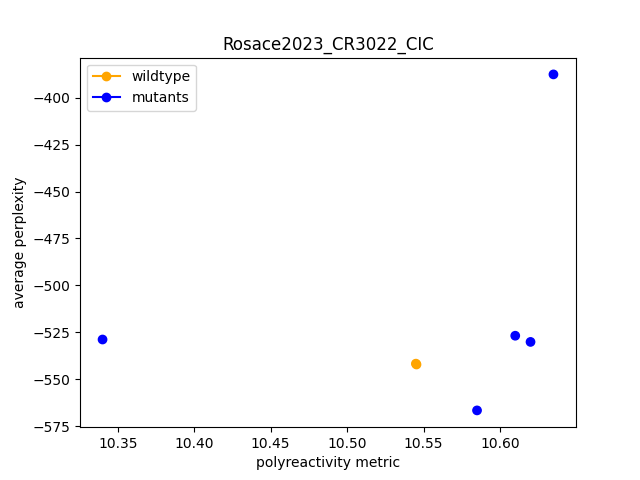 Rosace2023_CR3022_CIC
wildtype
mutants
−400
−425
−450
−475
−500
−525
−550
−575
average perplexity
10.35
10.40
10.45
10.50
10.55
10.60
polyreactivity metric